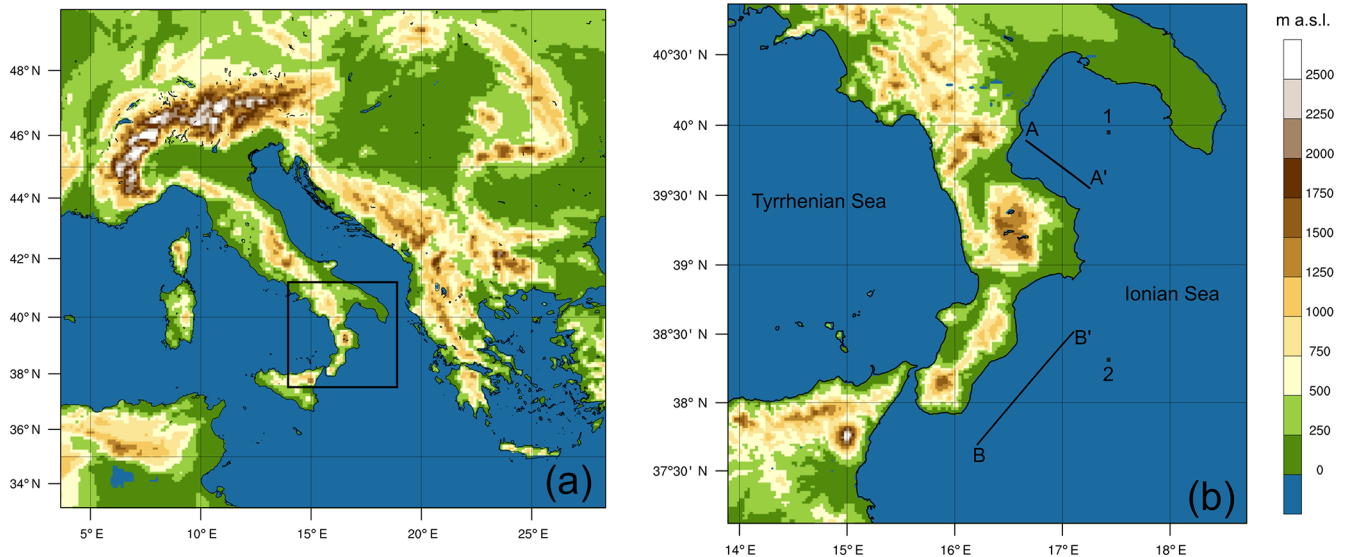 48° N
46° N
44° N
42° N
40° N
38° N
36° N
34° N
5° E
10° E
15° E
20° E
25° E
(a)
40°30' N
40° N
39°30' N
39° N
38°30' N
38° N
37°30' N
14° E
15° E
16° E
17° E
18° E
1
A
A'
Tyrrhenian Sea
Ionian Sea
B'
2
B
(b)
m a.s.l.
2500
2250
2000
1750
1500
1250
1000
750
500
250
0